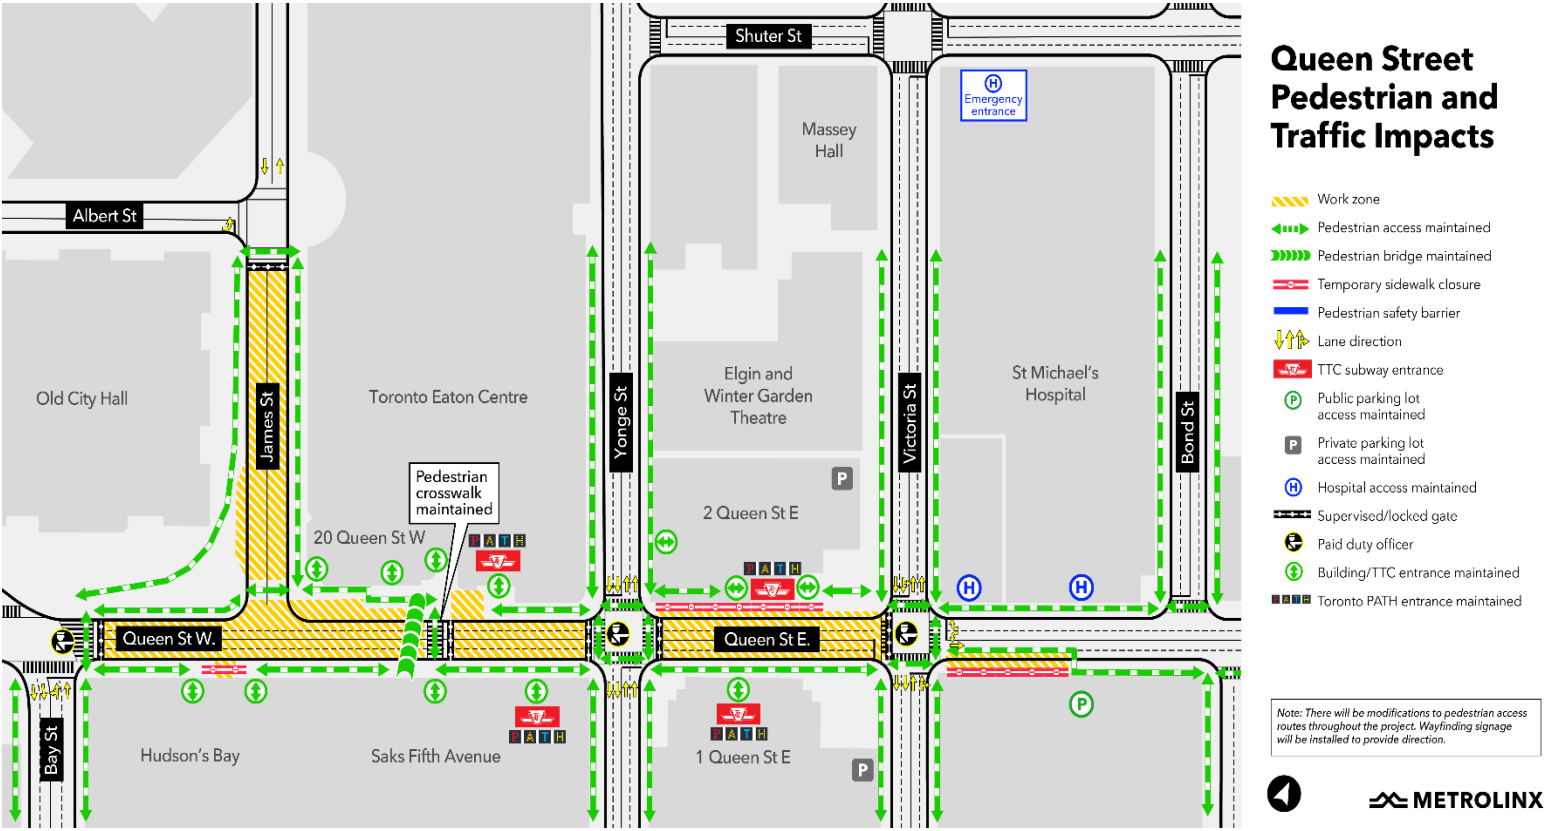 Shuter St
H
Emergency
entrance
Massey
Hall
Albert St
Old City Hall
James St
Toronto Eaton Centre
Yonge St
Elgin and
Winter Garden
Theatre
Victoria St
St Michael's
Hospital
Bond St
Pedestrian
crosswalk
maintained
P
20 Queen St W
PATH
2 Queen St E
PATH
H
H
Queen St W.
Queen St E.
Bay St
Hudson's Bay
Saks Fifth Avenue
PATH
1 Queen St E
PATH
P
P
Queen Street
Pedestrian and
Traffic Impacts
Work zone
Pedestrian access maintained
Pedestrian bridge maintained
Temporary sidewalk closure
Pedestrian safety barrier
Lane direction
TTC subway entrance
P Public parking lot
access maintained
P Private parking lot
access maintained
H Hospital access maintained
Supervised/locked gate
Paid duty officer
Building/TTC entrance maintained
PATH Toronto PATH entrance maintained
Note: There will be modifications to pedestrian access
routes throughout the project. Wayfinding signage
will be installed to provide direction.
METROLINX